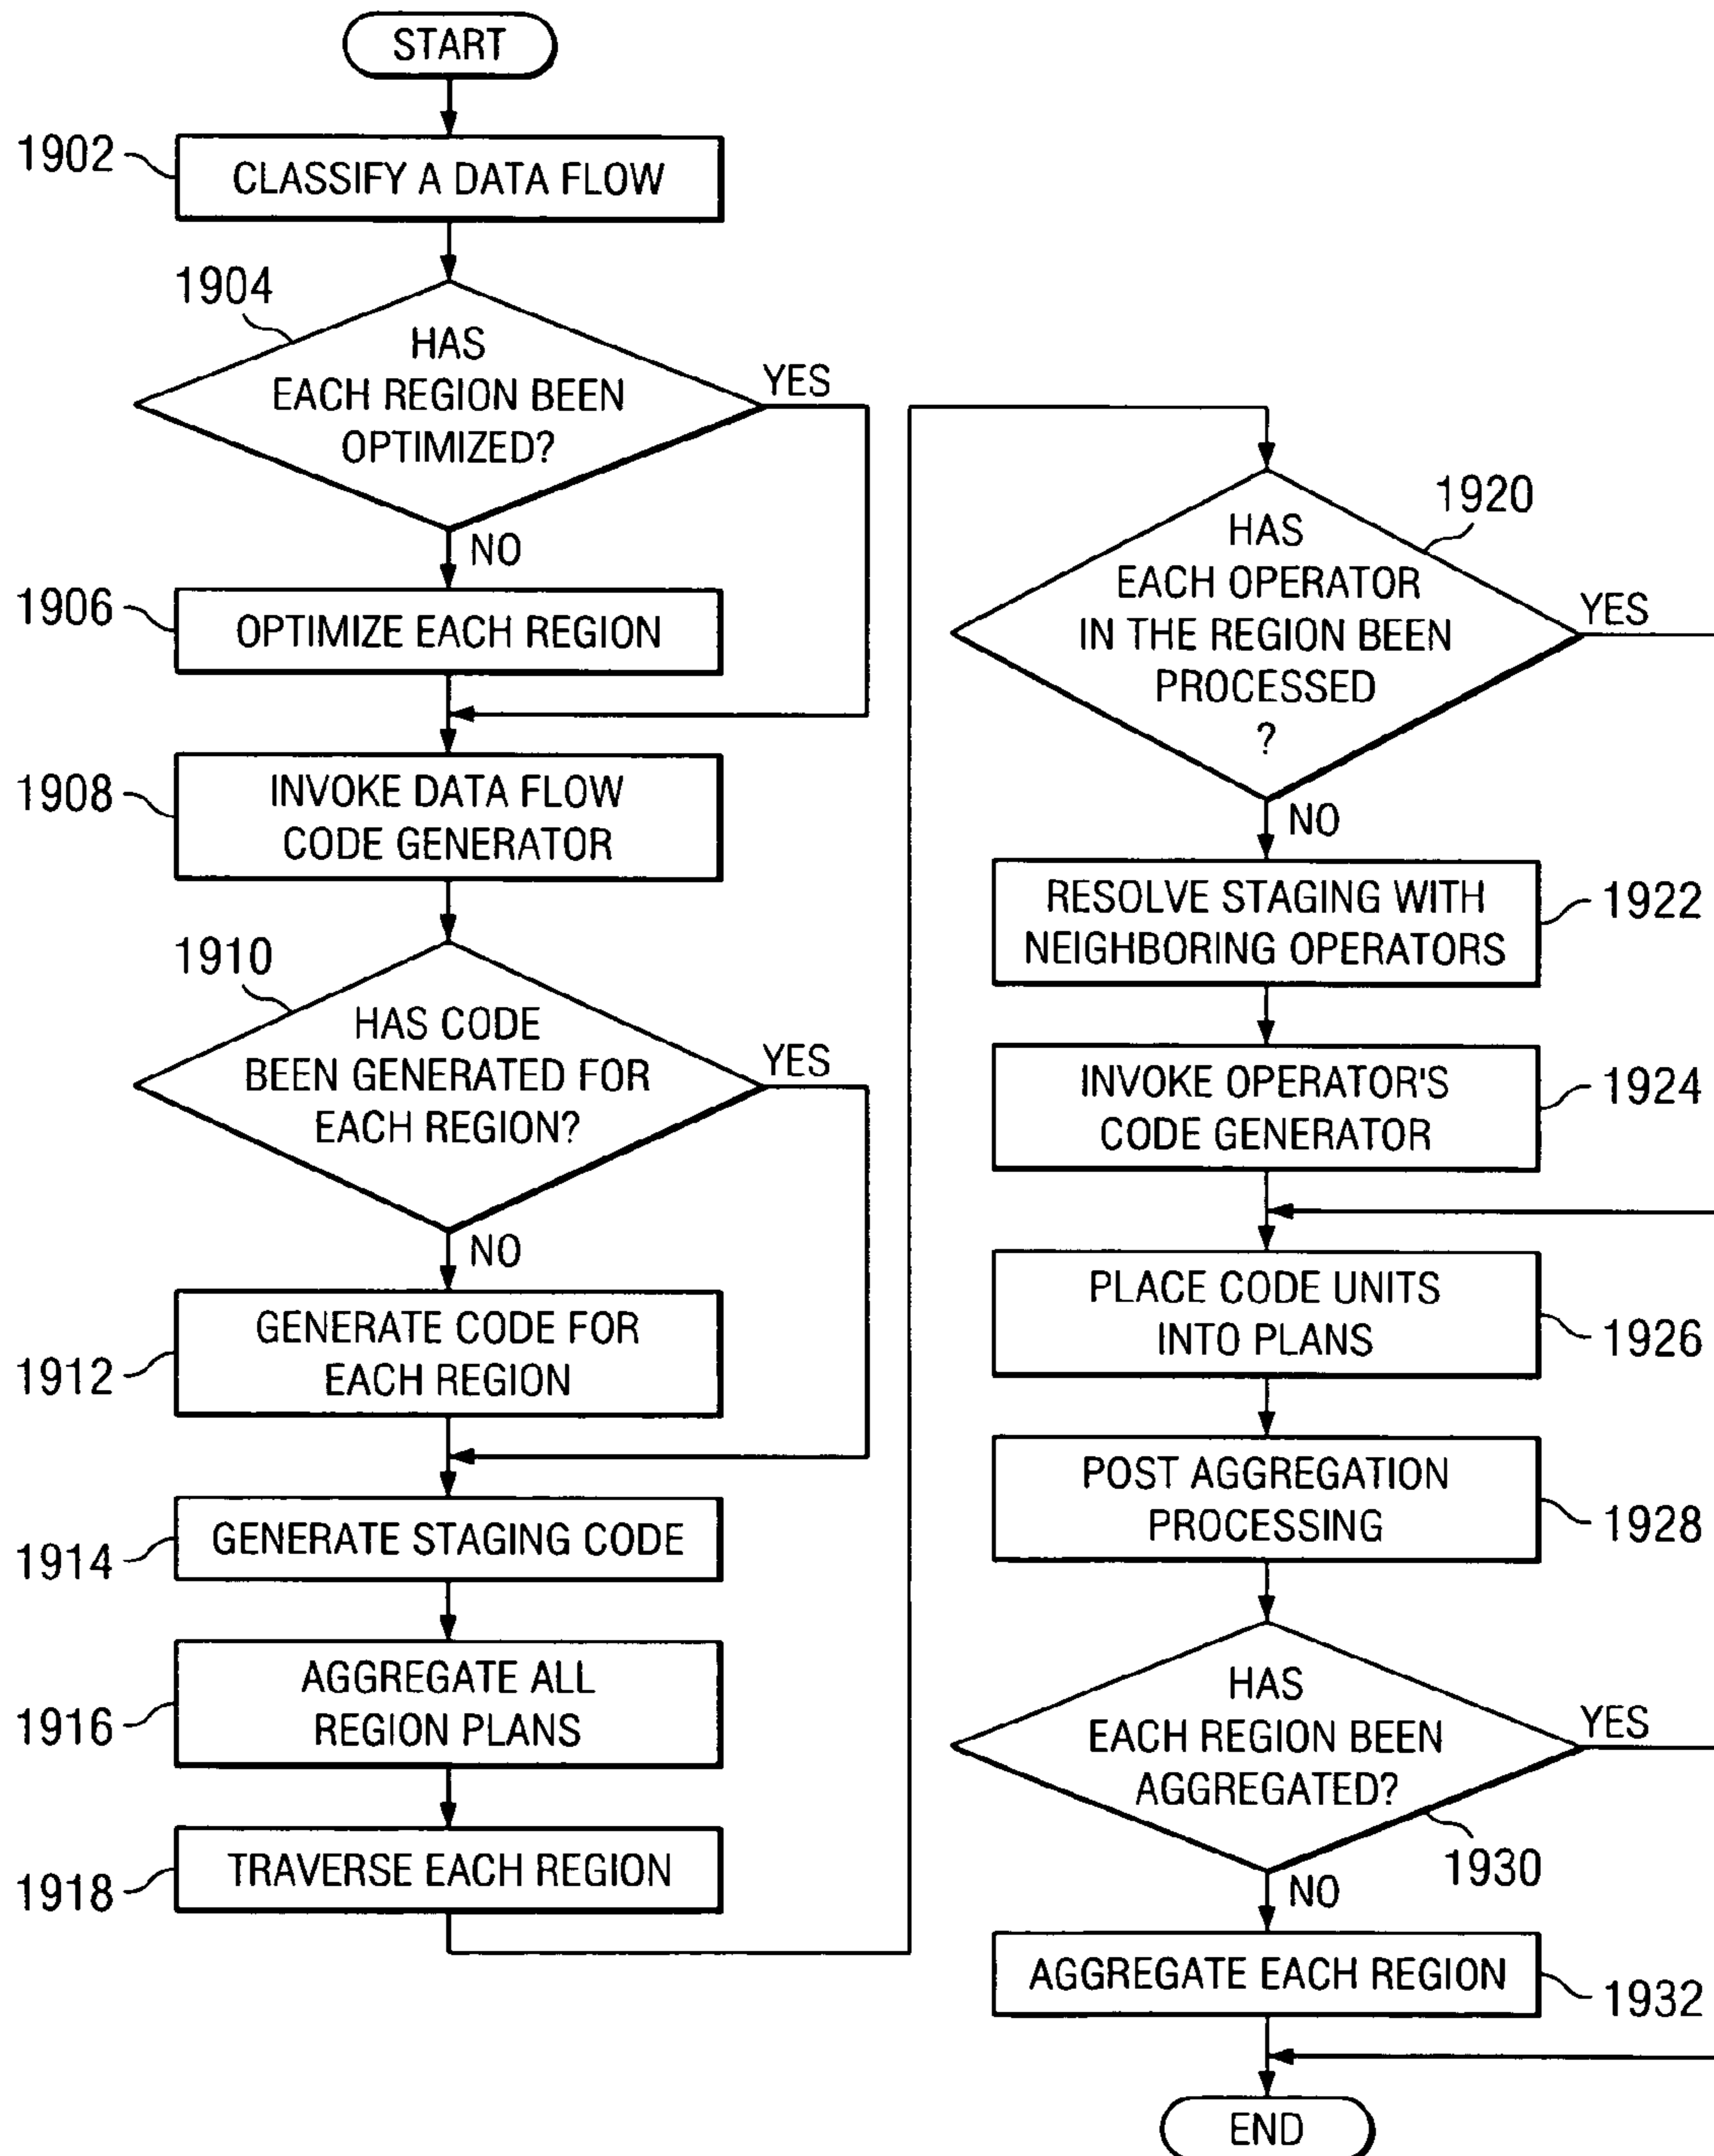 START
1902
CLASSIFY A DATA FLOW
1904
HAS
EACH REGION BEEN
OPTIMIZED?
YES
NO
1906
OPTIMIZE EACH REGION
1908
INVOKE DATA FLOW
CODE GENERATOR
1910
HAS CODE
BEEN GENERATED FOR
EACH REGION?
YES
NO
1912
GENERATE CODE FOR
EACH REGION
1914
GENERATE STAGING CODE
1916
AGGREGATE ALL
REGION PLANS
1918
TRAVERSE EACH REGION
1920
HAS
EACH OPERATOR
IN THE REGION BEEN
PROCESSED
?
YES
NO
RESOLVE STAGING WITH
NEIGHBORING OPERATORS
1922
INVOKE OPERATOR'S
CODE GENERATOR
1924
PLACE CODE UNITS
INTO PLANS
1926
POST AGGREGATION
PROCESSING
1928
HAS
EACH REGION BEEN
AGGREGATED?
YES
1930
NO
AGGREGATE EACH REGION
1932
END